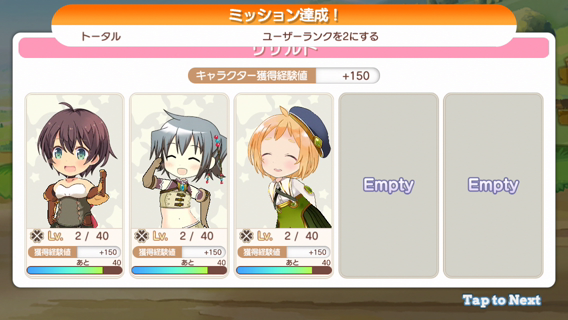 ミッション達成！
トータル ユーザーランクを2にする
リザルト
キャラクター獲得経験値 +150
Lv. 2 / 40
獲得経験値 +150
あと 40
Lv. 2 / 40
獲得経験値 +150
あと 40
Lv. 2 / 40
獲得経験値 +150
あと 40
Empty
Empty
Tap to Next